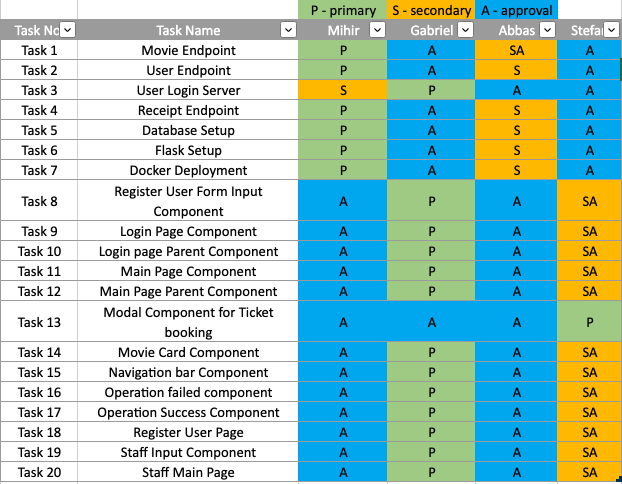 P - primary S - secondary A - approval
Task No Task Name Mihir Gabriel Abbas Stefa
Task 1 Movie Endpoint P A SA A
Task 2 User Endpoint P A S A
Task 3 User Login Server S P A A
Task 4 Receipt Endpoint P A S A
Task 5 Database Setup P A S A
Task 6 Flask Setup P A S A
Task 7 Docker Deployment P A S A
Task 8 Register User Form Input A P A SA
Component
Task 9 Login Page Component A P A SA
Task 10 Login page Parent Component A P A SA
Task 11 Main Page Component A P A SA
Task 12 Main Page Parent Component A P A SA
Task 13 Modal Component for Ticket A A A P
booking
Task 14 Movie Card Component A P A SA
Task 15 Navigation bar Component A P A SA
Task 16 Operation failed component A P A SA
Task 17 Operation Success Component A P A SA
Task 18 Register User Page A P A SA
Task 19 Staff Input Component A P A SA
Task 20 Staff Main Page A P A SA